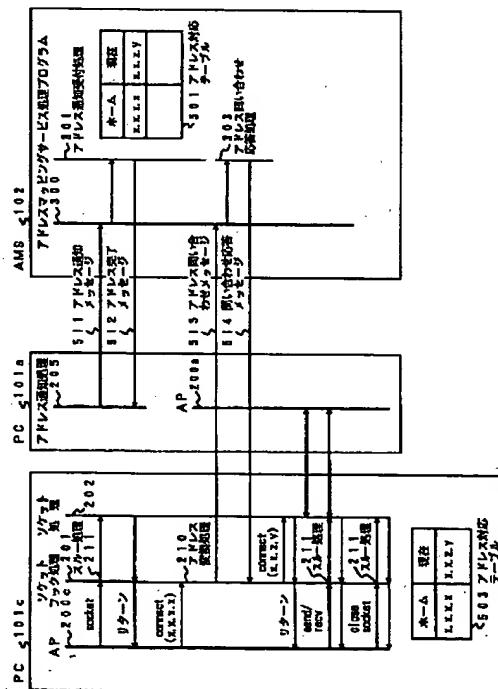 PC 101c
AP 200c
ソケット
フック処理 201
ソケット
処理 202
スルー処理
211
socket
リターン
connect
(x.x.x.x)
210
アドレス
変換処理
connect
(x.x.z.y)
リターン
211
スルー処理
send/
recv
211
スルー処理
close
socket
ホーム 現在
x.x.x.x x.x.z.y
503 アドレス対応
テーブル
PC 101a
アドレス通知処理
205
AP
200a
511 アドレス通知
メッセージ
512 アドレス完了
メッセージ
513 アドレス問い合
わせメッセージ
514 問い合わせ応答
メッセージ
AMS 102
アドレスマッピングサービス処理プログラム
300
301
アドレス通知受付処理
ホーム 現在
x.x.x.x x.x.z.y
501 アドレス対応
テーブル
303
アドレス問い合わせ
応答処理